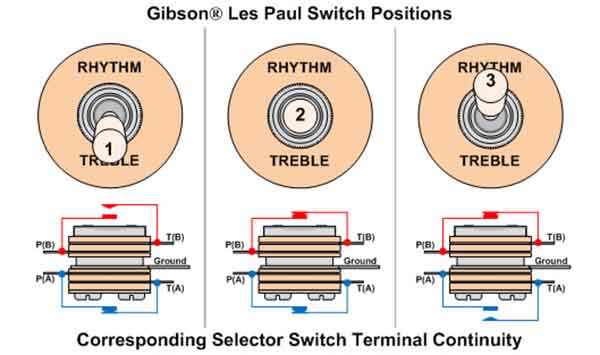 Gibson® Les Paul Switch Positions
RHYTHM
1
TREBLE
RHYTHM
2
TREBLE
RHYTHM
3
TREBLE
P(B)
T(B)
Ground
P(A)
T(A)
P(B)
T(B)
Ground
P(A)
T(A)
P(B)
T(B)
Ground
P(A)
T(A)
Corresponding Selector Switch Terminal Continuity